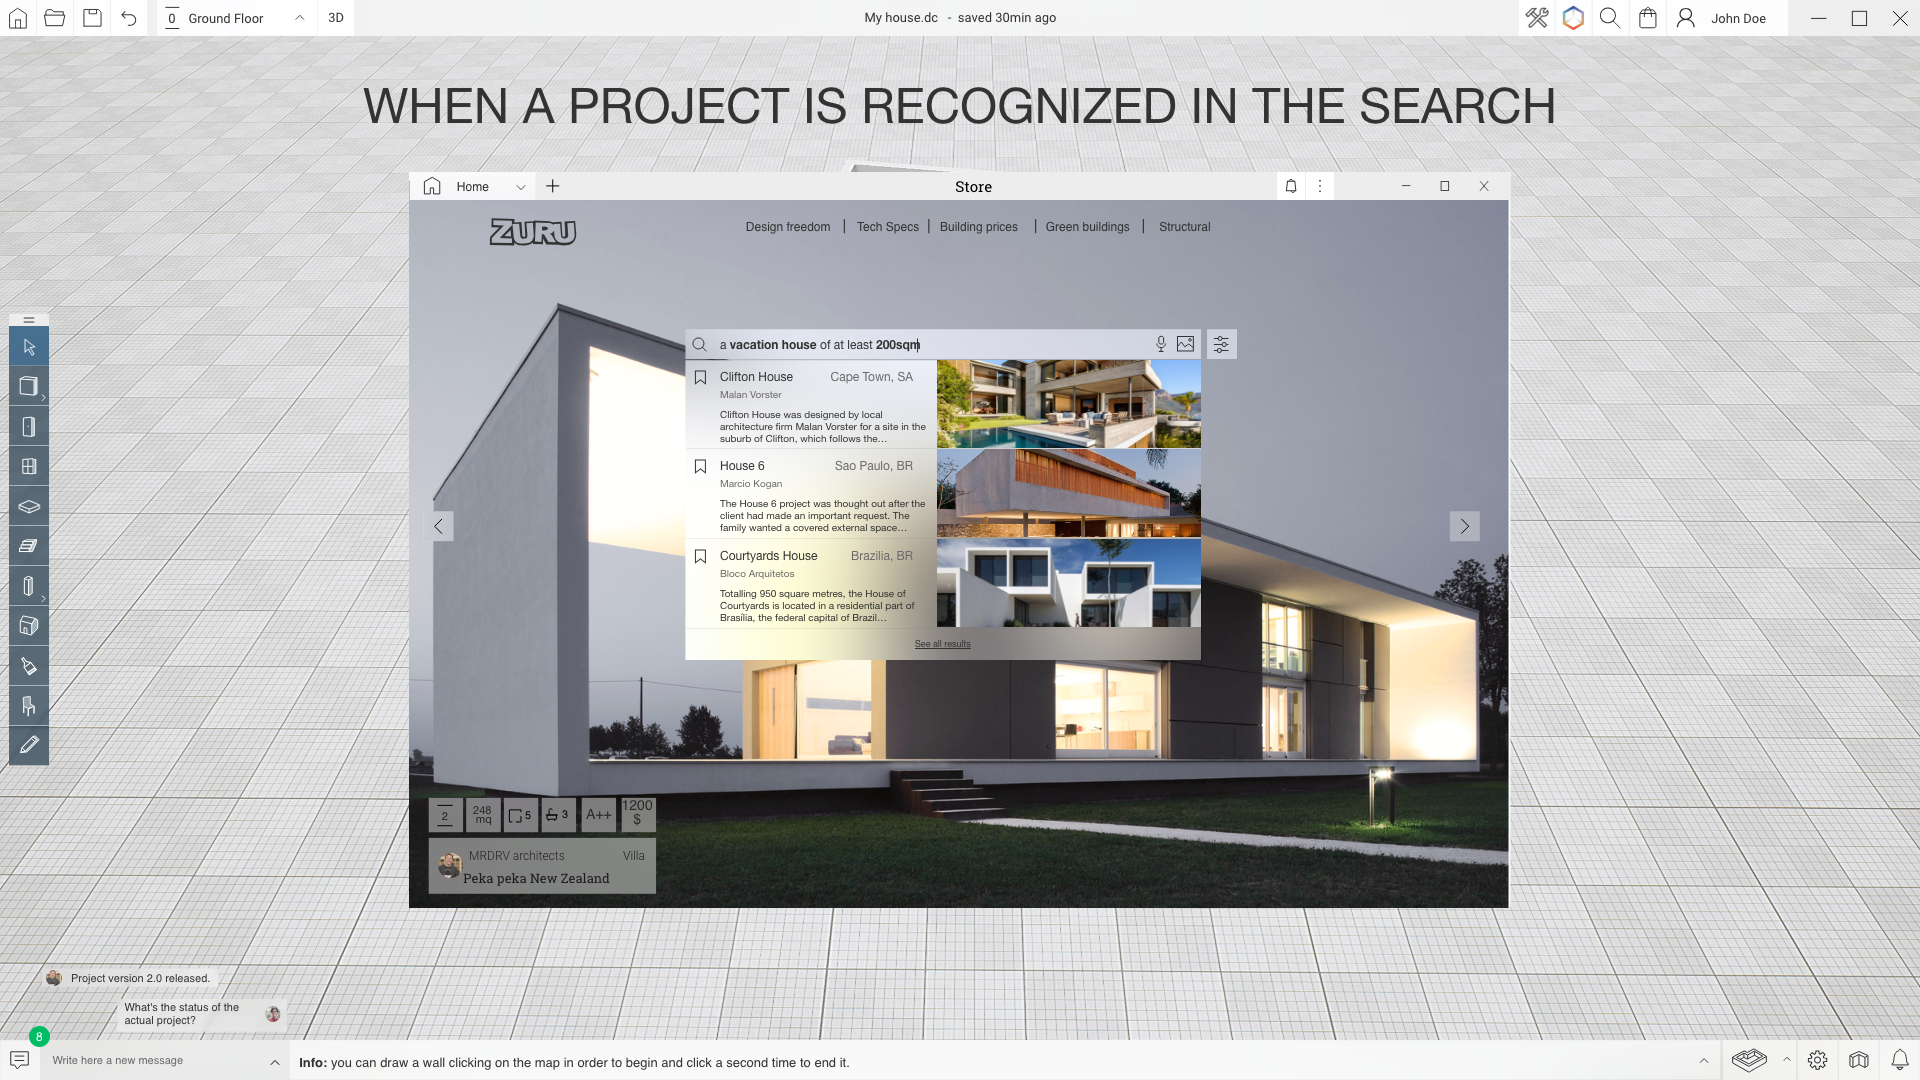 0 Ground Floor
3D
My house.dc - saved 30min ago
John Doe
WHEN A PROJECT IS RECOGNIZED IN THE SEARCH
Home
Store
ZURU
Design freedom | Tech Specs | Building prices | Green buildings | Structural
a vacation house of at least 200sqm
Clifton House Cape Town, SA
Malan Vorster
Clifton House was designed by local
architecture firm Malan Vorster for a site in the
suburb of Clifton, which follows the...
House 6 Sao Paulo, BR
Marcio Kogan
The House 6 project was thought out after the
client had made an important request. The
family wanted a covered external space...
Courtyards House Brazilia, BR
Bloco Arquitetos
Totalling 950 square metres, the House of
Courtyards is located in a residential part of
Brasília, the federal capital of Brazil...
See all results
2
248
mq
5
3
A++
1200
$
MRDRV architects Villa
Peka peka New Zealand
Project version 2.0 released.
What's the status of the
actual project?
8
Write here a new message
Info: you can draw a wall clicking on the map in order to begin and click a second time to end it.